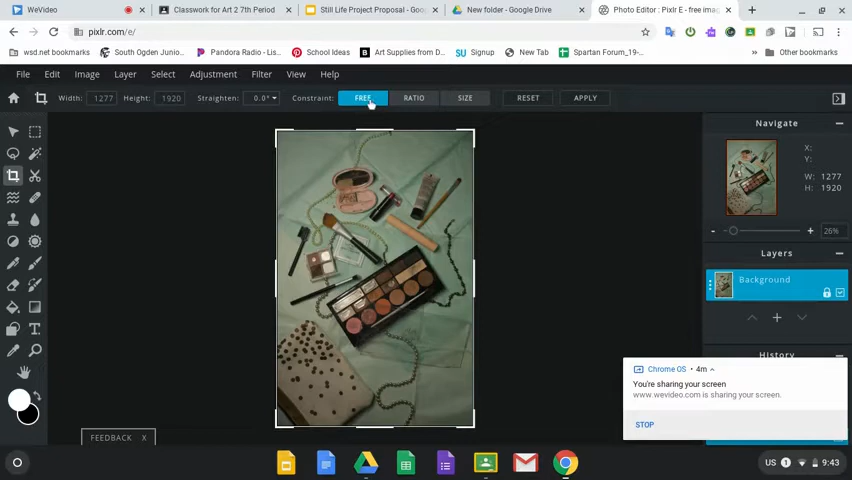 WeVideo
Classwork for Art 2 7th Period
Still Life Project Proposal - Goo
New folder - Google Drive
Photo Editor : Pixlr E - free imag
pixlr.com/e/
wsd.net bookmarks
South Ogden Junio...
Pandora Radio - Lis...
School Ideas
Art Supplies from D...
Signup
New Tab
Spartan Forum_19-...
Other bookmarks
File Edit Image Layer Select Adjustment Filter View Help
Width: 1277 Height: 1920 Straighten: 0.0° Constraint: FREE RATIO SIZE RESET APPLY
Navigate
X:
Y:
W: 1277
H: 1920
26%
Layers
Background
History
Chrome OS • 4m
You're sharing your screen
www.wevideo.com is sharing your screen.
STOP
FEEDBACK X
US 1 9:43